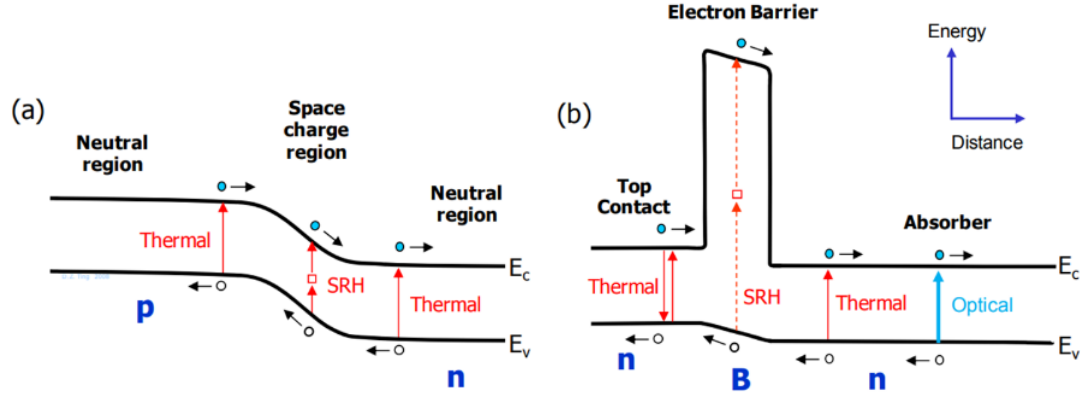 Electron Barrier
Energy
Distance
(a)
Space
charge
region
Neutral
region
Neutral
region
Thermal
SRH
Thermal
p
n
Ec
Ev
(b)
Top
Contact
Absorber
Thermal
SRH
Thermal
Optical
n
B
n
Ec
Ev